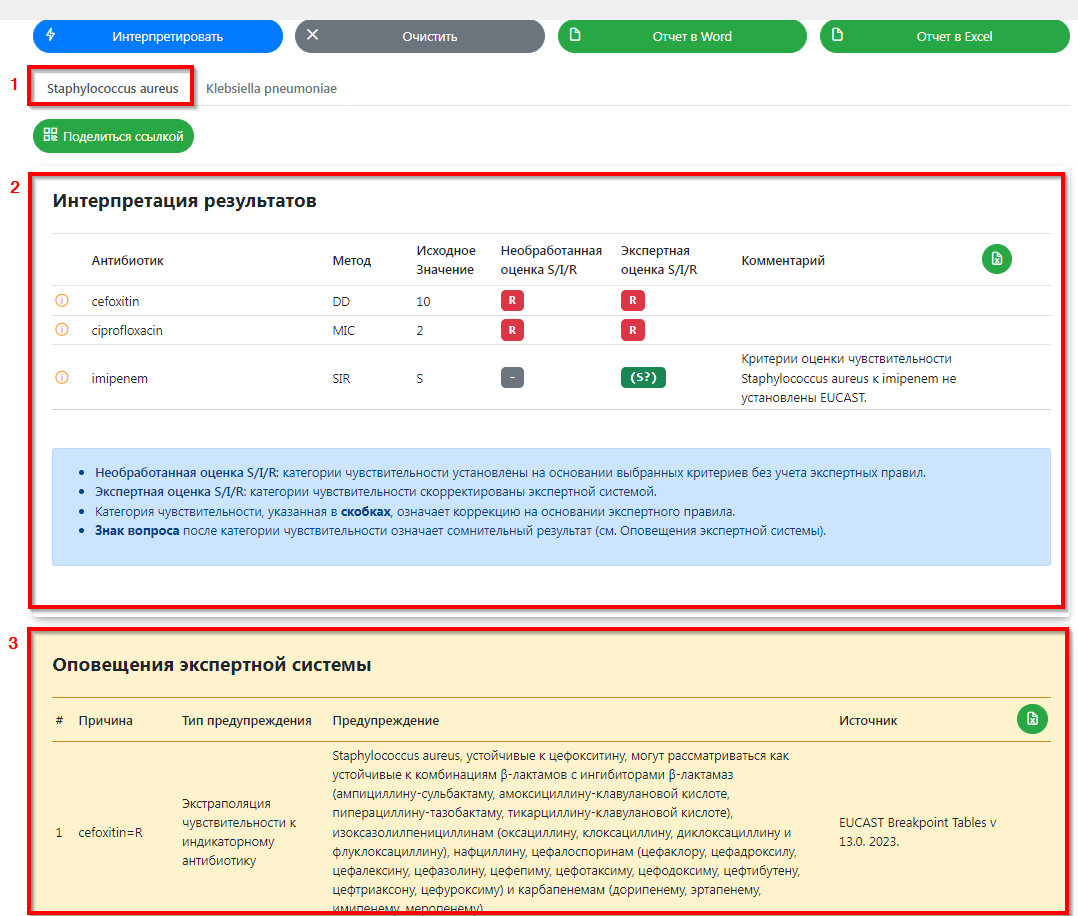 Интерпретировать Очистить Отчет в Word Отчет в Excel
1 Staphylococcus aureus Klebsiella pneumoniae
Поделиться ссылкой
2
Интерпретация результатов
Антибиотик Метод Исходное Значение Необработанная оценка S/I/R Экспертная оценка S/I/R Комментарий
cefoxitin DD 10 R R
ciprofloxacin MIC 2 R R
imipenem SIR S - (S?) Критерии оценки чувствительности
Staphylococcus aureus к imipenem не
установлены EUCAST.
• Необработанная оценка S/I/R: категории чувствительности установлены на основании выбранных критериев без учета экспертных правил.
• Экспертная оценка S/I/R: категории чувствительности скорректированы экспертной системой.
• Категория чувствительности, указанная в скобках, означает коррекцию на основании экспертного правила.
• Знак вопроса после категории чувствительности означает сомнительный результат (см. Оповещения экспертной системы).
3
Оповещения экспертной системы
# Причина Тип предупреждения Предупреждение Источник
1 cefoxitin=R
Экстраполяция
чувствительности к
индикаторному
антибиотику
Staphylococcus aureus, устойчивые к цефокситину, могут рассматриваться как
устойчивые к комбинациям β-лактамов с ингибиторами β-лактамаз
(ампициллину-сульбактаму, амоксициллину-клавулановой кислоте,
пиперациллину-тазобактаму, тикарциллину-клавулановой кислоте),
изоксазолилпенициллинам (оксациллину, клоксациллину, диклоксациллину и
флуклоксациллину), нафциллину, цефалоспоринам (цефаклору, цефадроксилу,
цефалексину, цефазолину, цефепиму, цефотаксиму, цефодоксиму, цефтибутену,
цефтриаксону, цефуроксиму) и карбапенемам (дорипенему, эртапенему,
имипенему, меропенему)
EUCAST Breakpoint Tables v
13.0. 2023.